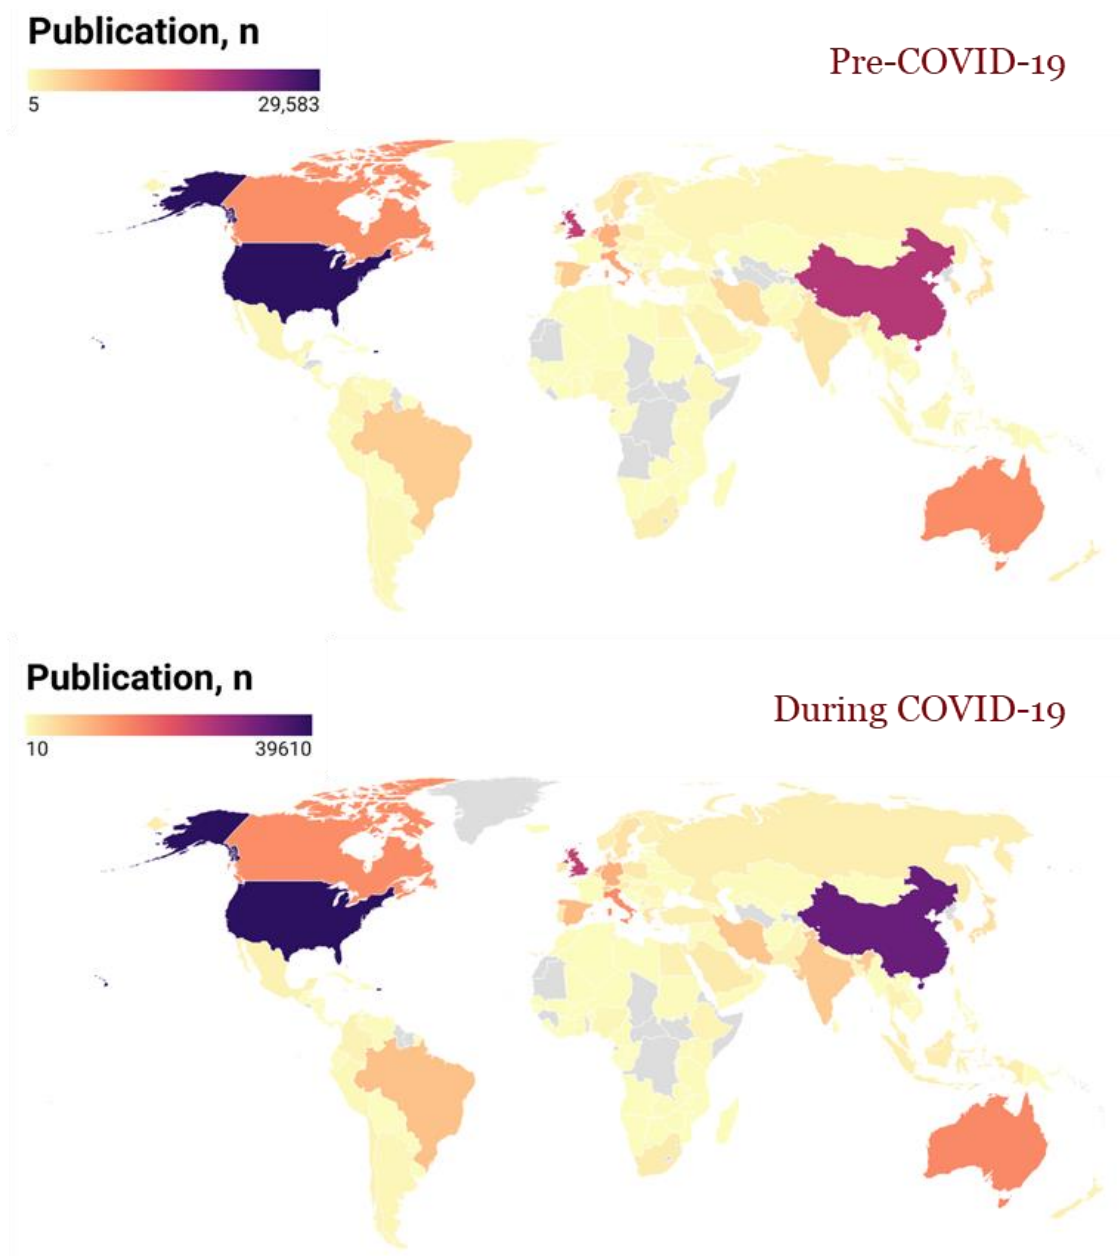 Publication, n
Pre-COVID-19
5 29,583
Publication, n
During COVID-19
10 39610